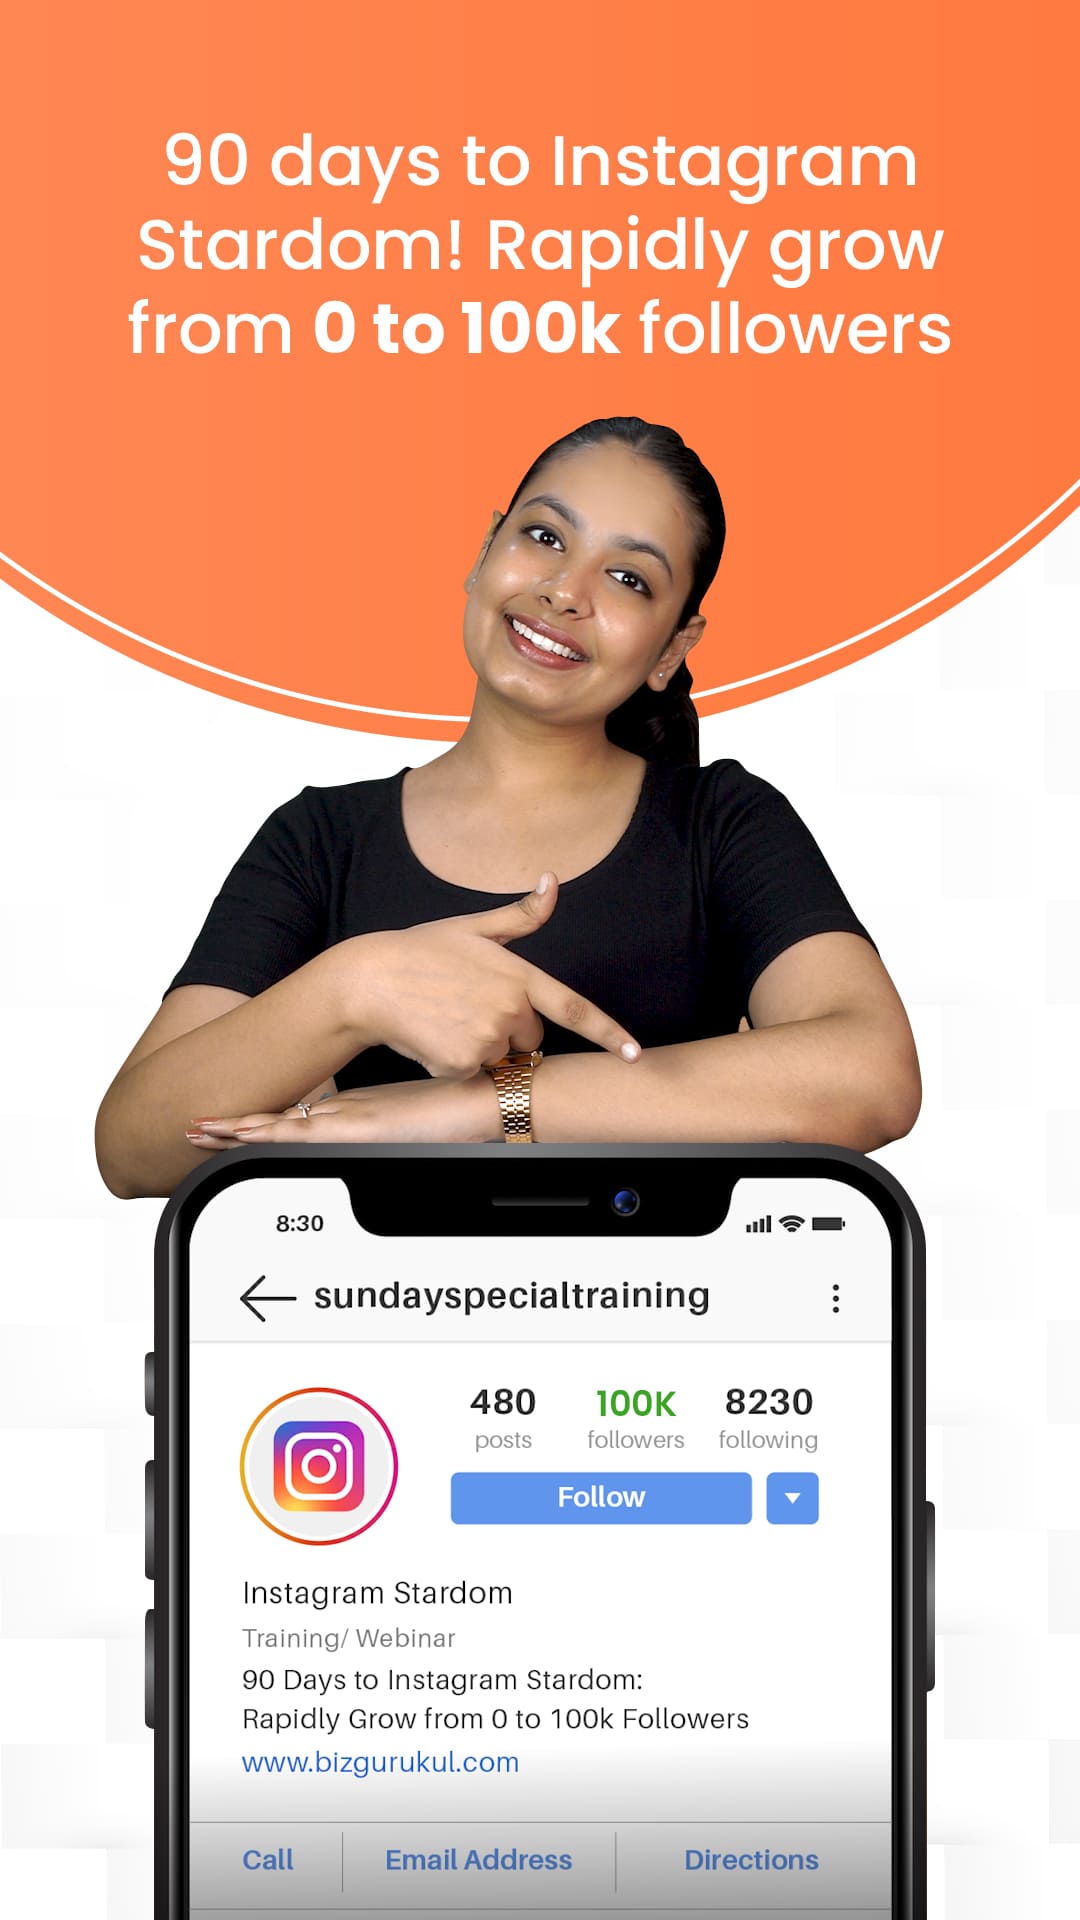 90 days to Instagram
Stardom! Rapidly grow
from 0 to 100k followers
8:30
sundayspecialtraining
480 100K 8230
posts followers following
Follow
Instagram Stardom
Training/ Webinar
90 Days to Instagram Stardom:
Rapidly Grow from 0 to 100k Followers
www.bizgurukul.com
Call Email Address Directions